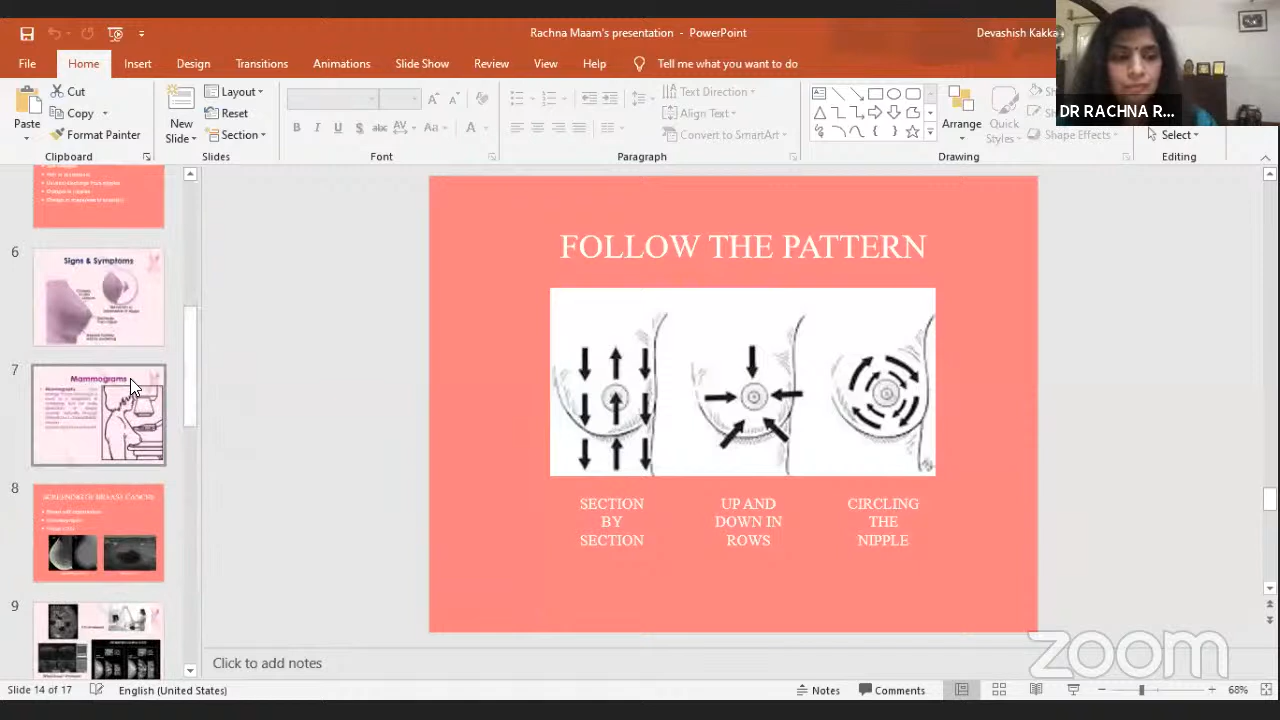 Rachna Maam's presentation - PowerPoint
Devashish Kakka
File Home Insert Design Transitions Animations Slide Show Review View Help Tell me what you want to do
Paste
Cut
Copy
Format Painter
Clipboard
New Slide
Layout
Reset
Section
Slides
Font
Text Direction
Align Text
Convert to SmartArt
Paragraph
Arrange
Quick Styles
Shape Effects
Drawing
Select
Editing
DR RACHNA R...
6
Signs & Symptoms
7
Mammograms
8
SCREENING IN BREAST CANCER
9
FOLLOW THE PATTERN
SECTION
BY
SECTION
UP AND
DOWN IN
ROWS
CIRCLING
THE
NIPPLE
Click to add notes
zoom
Slide 14 of 17
English (United States)
Notes
Comments
68%